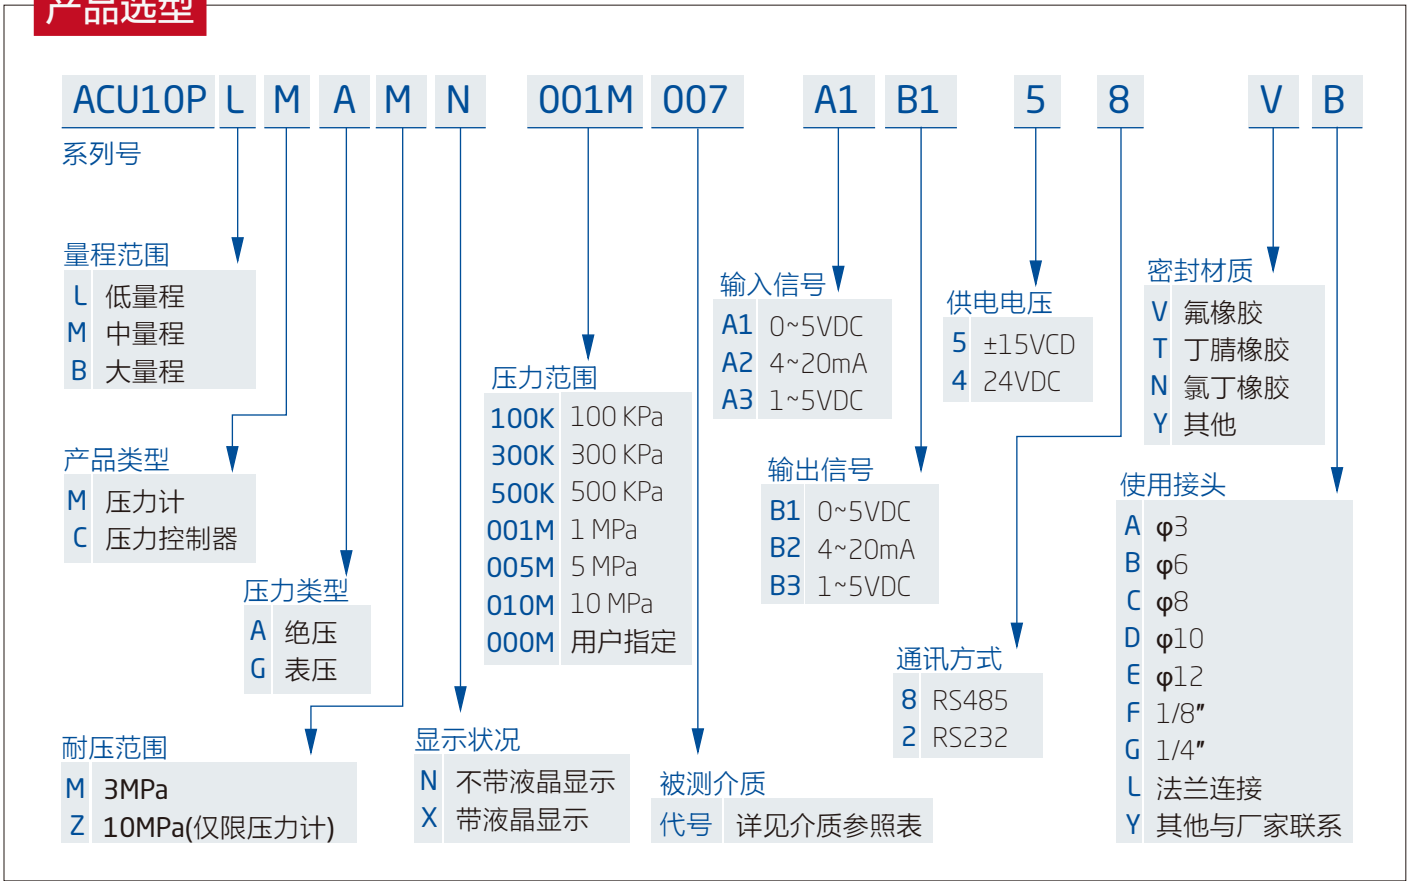 产品选型
ACU10P L M A M N 001M 007 A1 B1 5 8 V B
系列号
量程范围
L 低量程
M 中量程
B 大量程
产品类型
M 压力计
C 压力控制器
压力类型
A 绝压
G 表压
耐压范围
M 3MPa
Z 10MPa(仅限压力计)
显示状况
N 不带液晶显示
X 带液晶显示
压力范围
100K 100 KPa
300K 300 KPa
500K 500 KPa
001M 1 MPa
005M 5 MPa
010M 10 MPa
000M 用户指定
被测介质
代号 详见介质参照表
输入信号
A1 0~5VDC
A2 4~20mA
A3 1~5VDC
输出信号
B1 0~5VDC
B2 4~20mA
B3 1~5VDC
供电电压
5 ±15VCD
4 24VDC
通讯方式
8 RS485
2 RS232
密封材质
V 氟橡胶
T 丁腈橡胶
N 氯丁橡胶
Y 其他
使用接头
A φ3
B φ6
C φ8
D φ10
E φ12
F 1/8″
G 1/4″
L 法兰连接
Y 其他与厂家联系